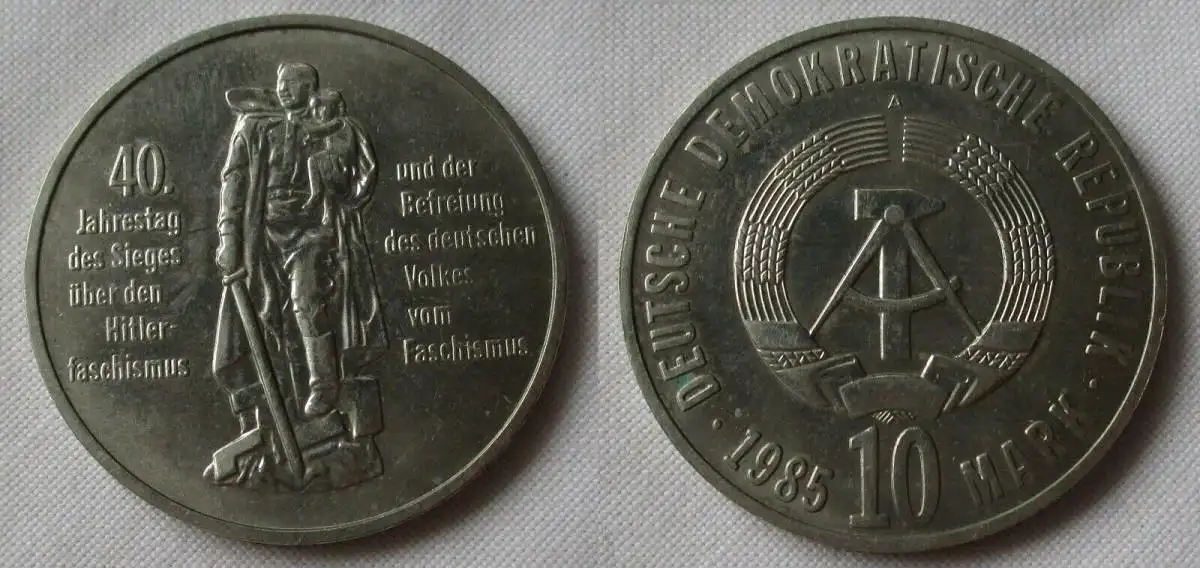 40.
Jahrestag
des Sieges
über den
Hitler-
faschismus
und der
Befreiung
des deutschen
Volkes
vom
Faschismus
DEUTSCHE DEMOKRATISCHE REPUBLIK
A
· 1985 10 MARK ·